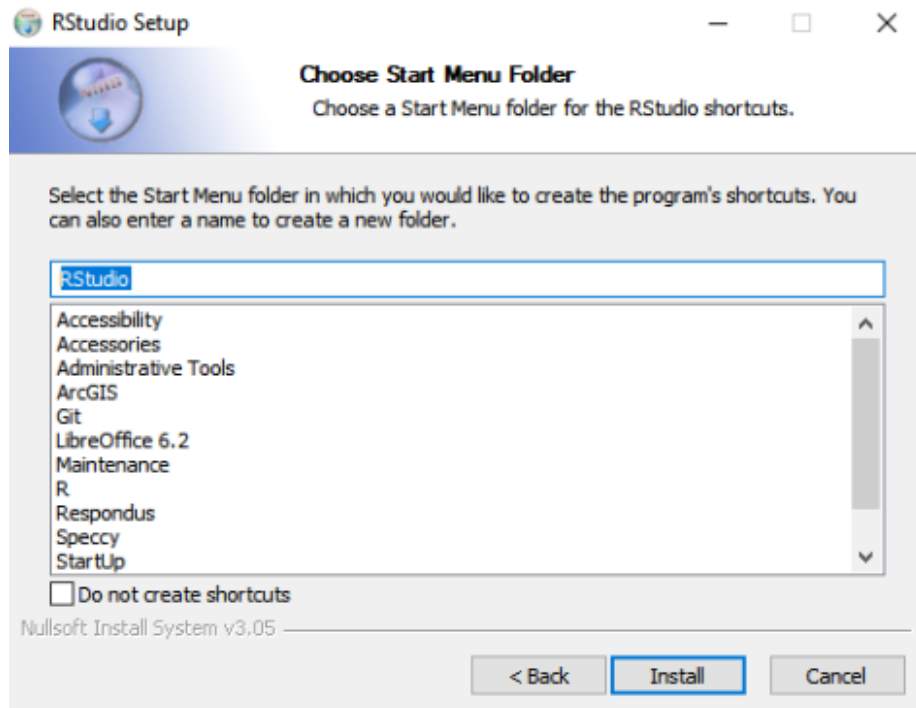 RStudio Setup
Choose Start Menu Folder
Choose a Start Menu folder for the RStudio shortcuts.
Select the Start Menu folder in which you would like to create the program's shortcuts. You
can also enter a name to create a new folder.
RStudio
Accessibility
Accessories
Administrative Tools
ArcGIS
Git
LibreOffice 6.2
Maintenance
R
Respondus
Speccy
StartUp
Do not create shortcuts
Nullsoft Install System v3.05
< Back
Install
Cancel